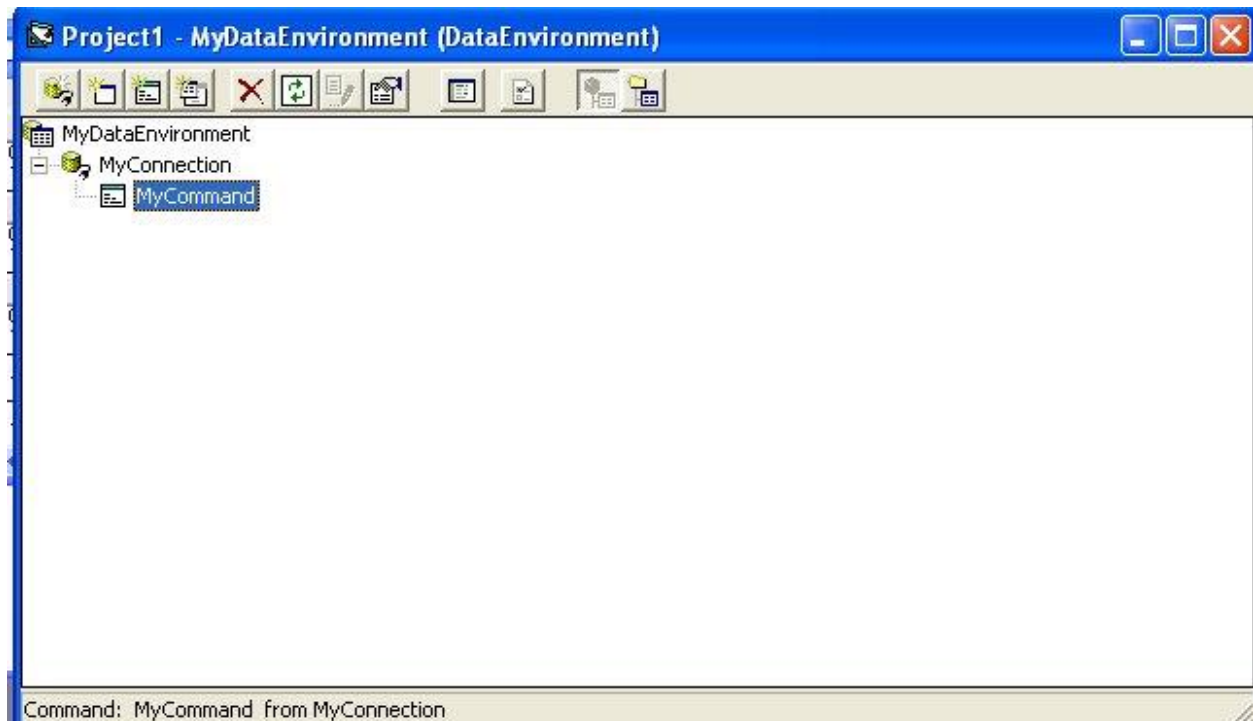 Project1 - MyDataEnvironment (DataEnvironment)
MyDataEnvironment
MyConnection
MyCommand
Command: MyCommand from MyConnection